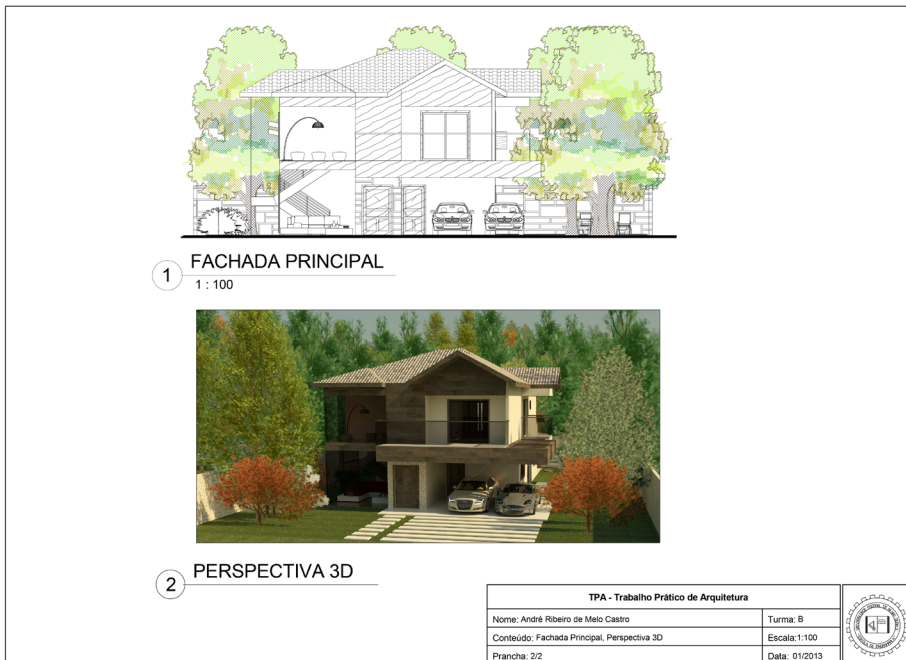 1
FACHADA PRINCIPAL
1 : 100
2
PERSPECTIVA 3D
TPA - Trabalho Prático de Arquitetura
Nome: André Ribeiro de Melo Castro
Turma: B
Conteúdo: Fachada Principal, Perspectiva 3D
Escala:1:100
Prancha: 2/2
Data: 01/2013